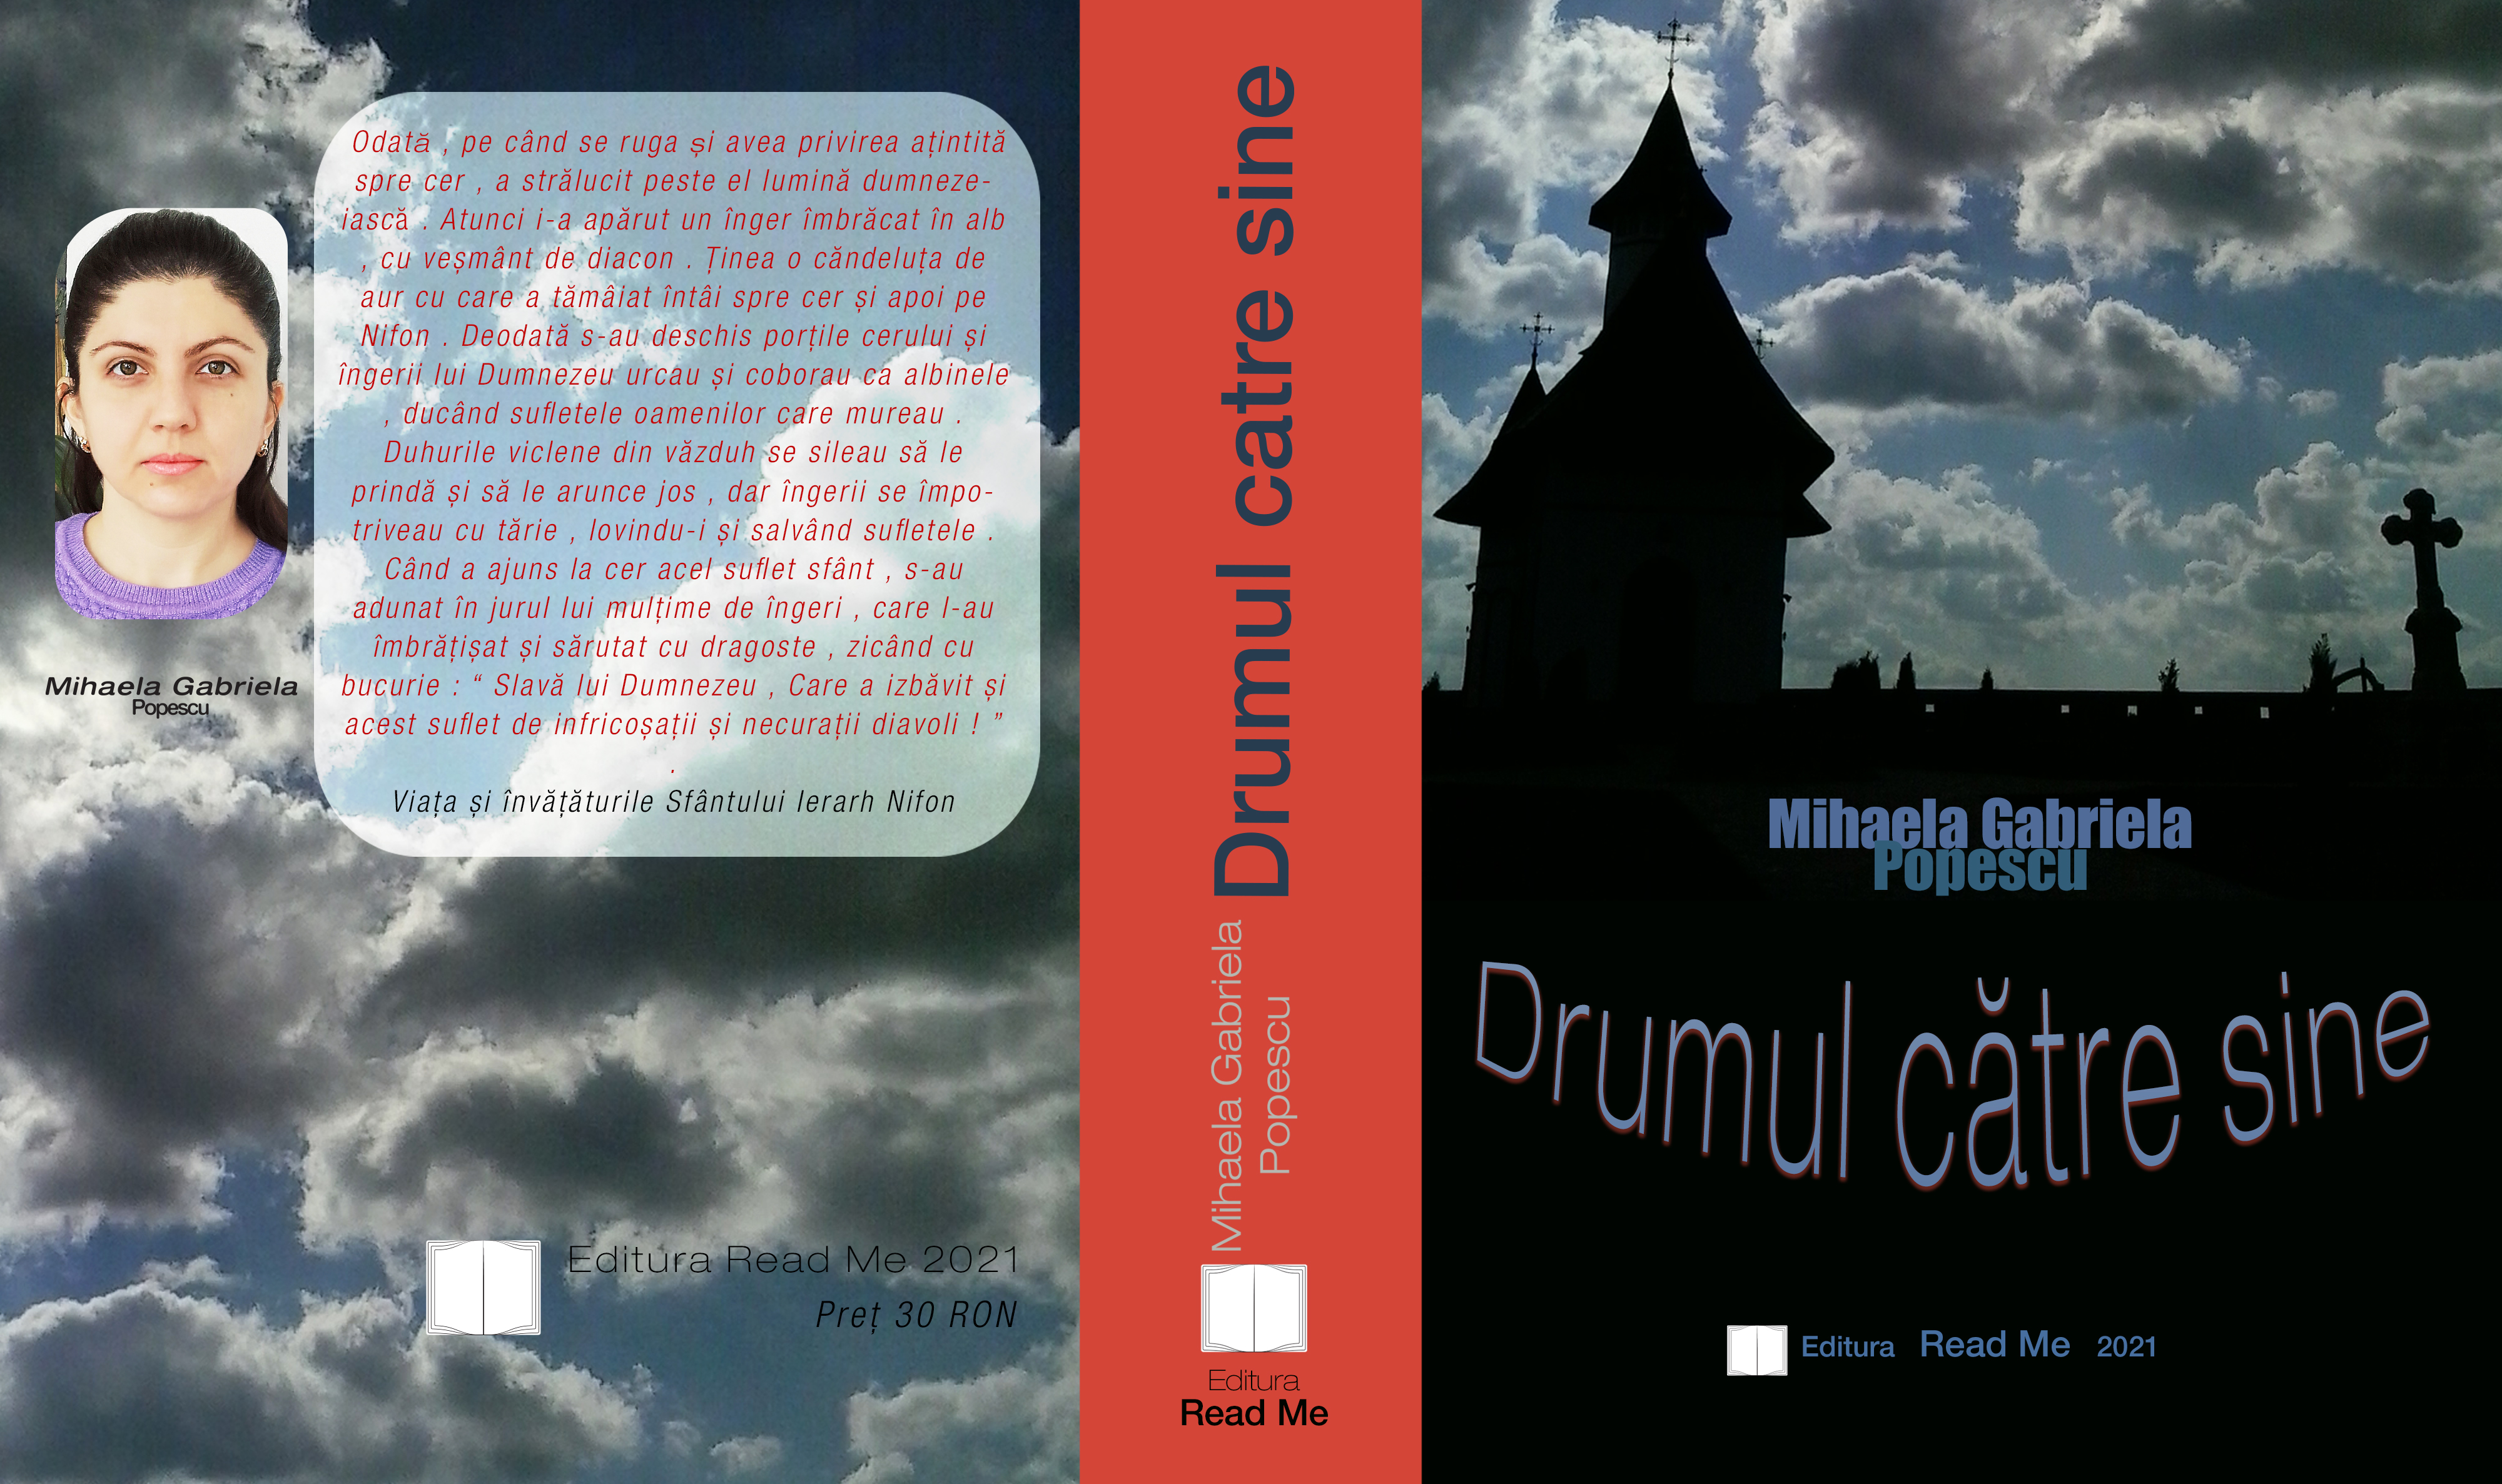 Odată , pe când se ruga și avea privirea ațintită
spre cer , a strălucit peste el lumină dumneze-
iască . Atunci i-a apărut un înger îmbrăcat în alb
, cu veșmânt de diacon . Ținea o căndeluța de
aur cu care a tămâiat întâi spre cer și apoi pe
Nifon . Deodată s-au deschis porțile cerului și
îngerii lui Dumnezeu urcau și coborau ca albinele
, ducând sufletele oamenilor care mureau .
Duhurile viclene din văzduh se sileau să le
prindă și să le arunce jos , dar îngerii se împo-
triveau cu tărie , lovindu-i și salvând sufletele .
Când a ajuns la cer acel suflet sfânt , s-au
adunat în jurul lui mulțime de îngeri , care l-au
îmbrățișat și sărutat cu dragoste , zicând cu
bucurie : “ Slavă lui Dumnezeu , Care a izbăvit și
acest suflet de infricoșații și necurații diavoli ! ”
.
Viața și învățăturile Sfântului Ierarh Nifon
Mihaela Gabriela
Popescu
Editura Read Me 2021
Preț 30 RON
Drumul catre sine
Mihaela Gabriela
Popescu
Editura
Read Me
Mihaela Gabriela
Popescu
Drumul către sine
Editura Read Me 2021